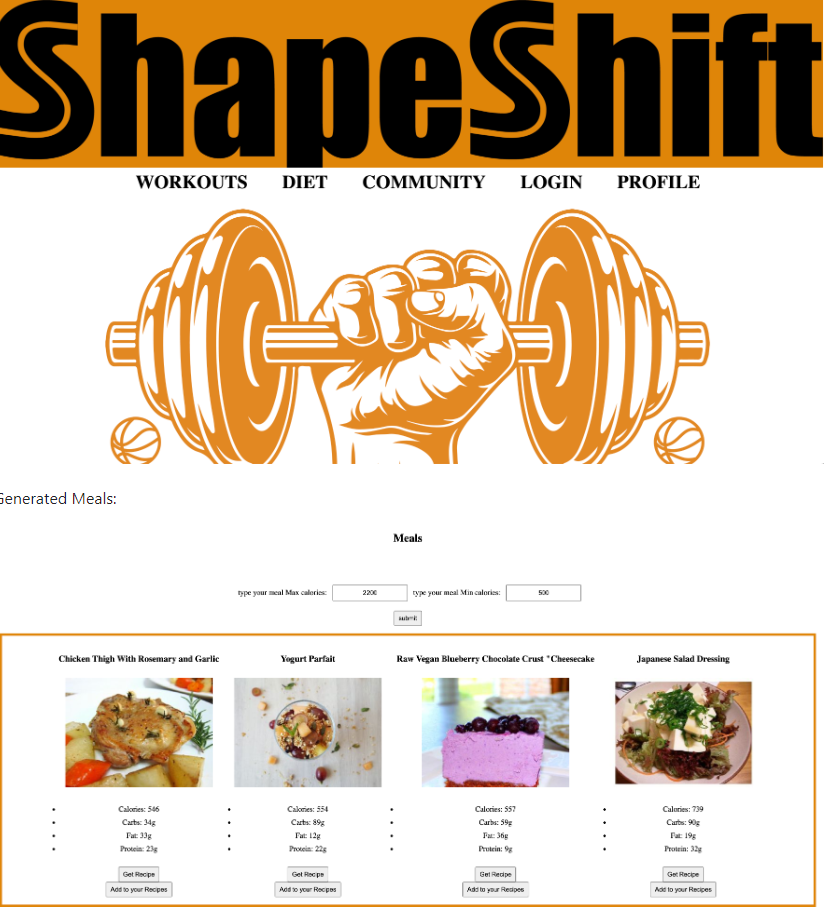 ShapeShift
WORKOUTS DIET COMMUNITY LOGIN PROFILE
Generated Meals:
Meals
type your meal Max calories: 2200 type your meal Min calories: 500
submit
Chicken Thigh With Rosemary and Garlic
Yogurt Parfait
Raw Vegan Blueberry Chocolate Crust "Cheesecake
Japanese Salad Dressing
Calories: 546
Carbs: 34g
Fat: 33g
Protein: 23g
Get Recipe
Add to your Recipes
Calories: 554
Carbs: 89g
Fat: 12g
Protein: 22g
Get Recipe
Add to your Recipes
Calories: 557
Carbs: 59g
Fat: 36g
Protein: 9g
Get Recipe
Add to your Recipes
Calories: 739
Carbs: 90g
Fat: 19g
Protein: 32g
Get Recipe
Add to your Recipes